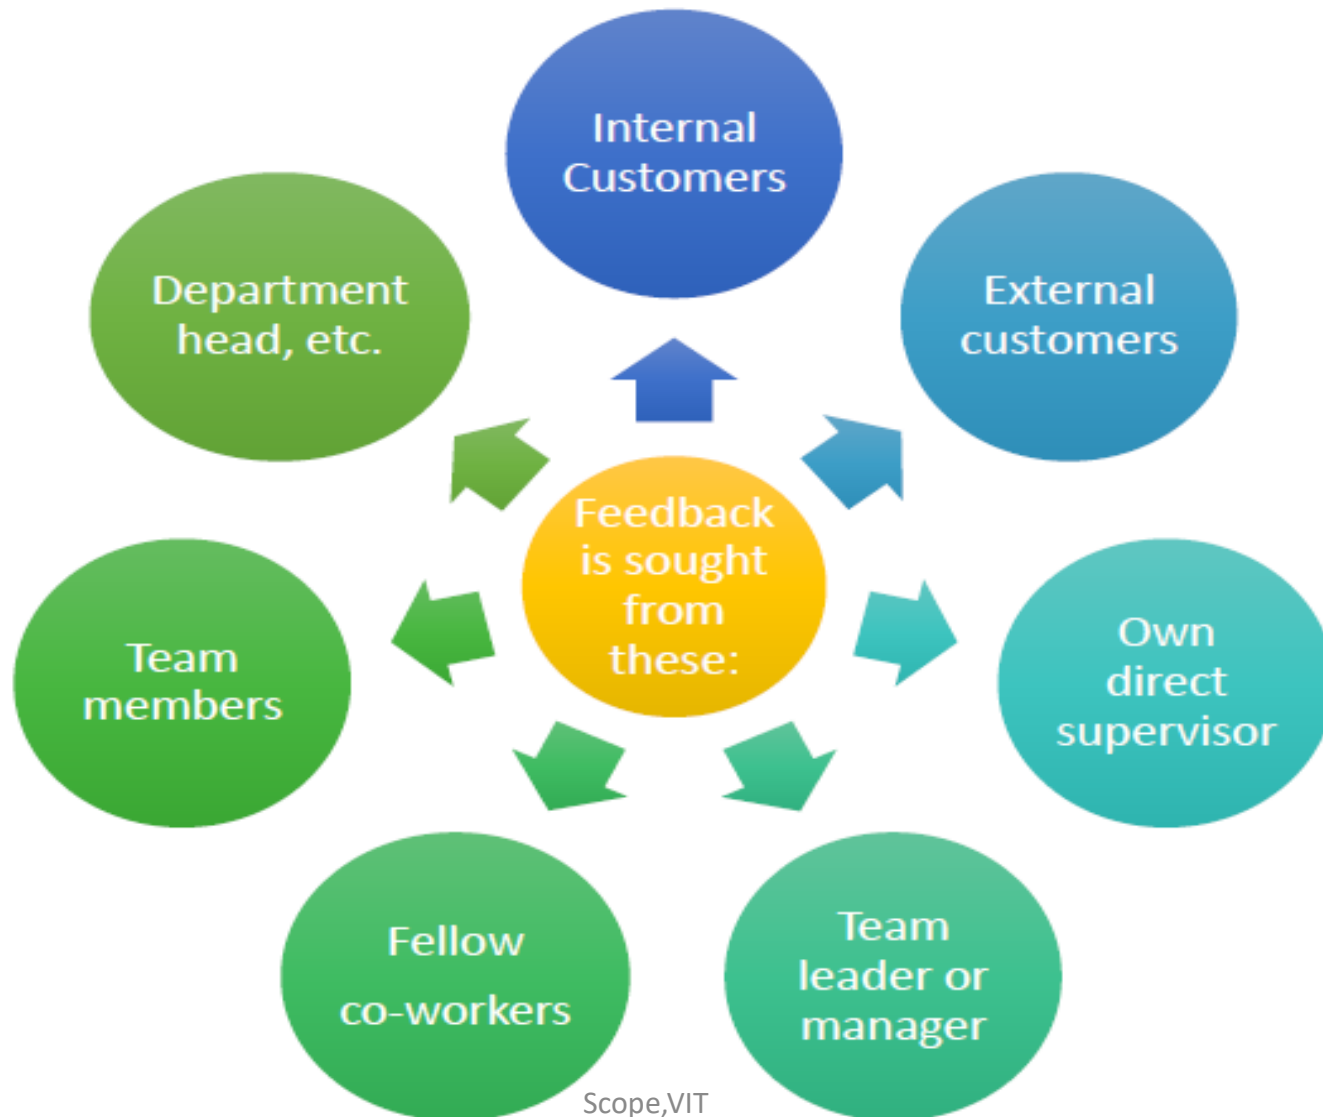 Internal
Customers
External
customers
Own
direct
supervisor
Team
leader or
manager
Fellow
co-workers
Team
members
Department
head, etc.
Feedback
is sought
from
these:
Scope,VIT